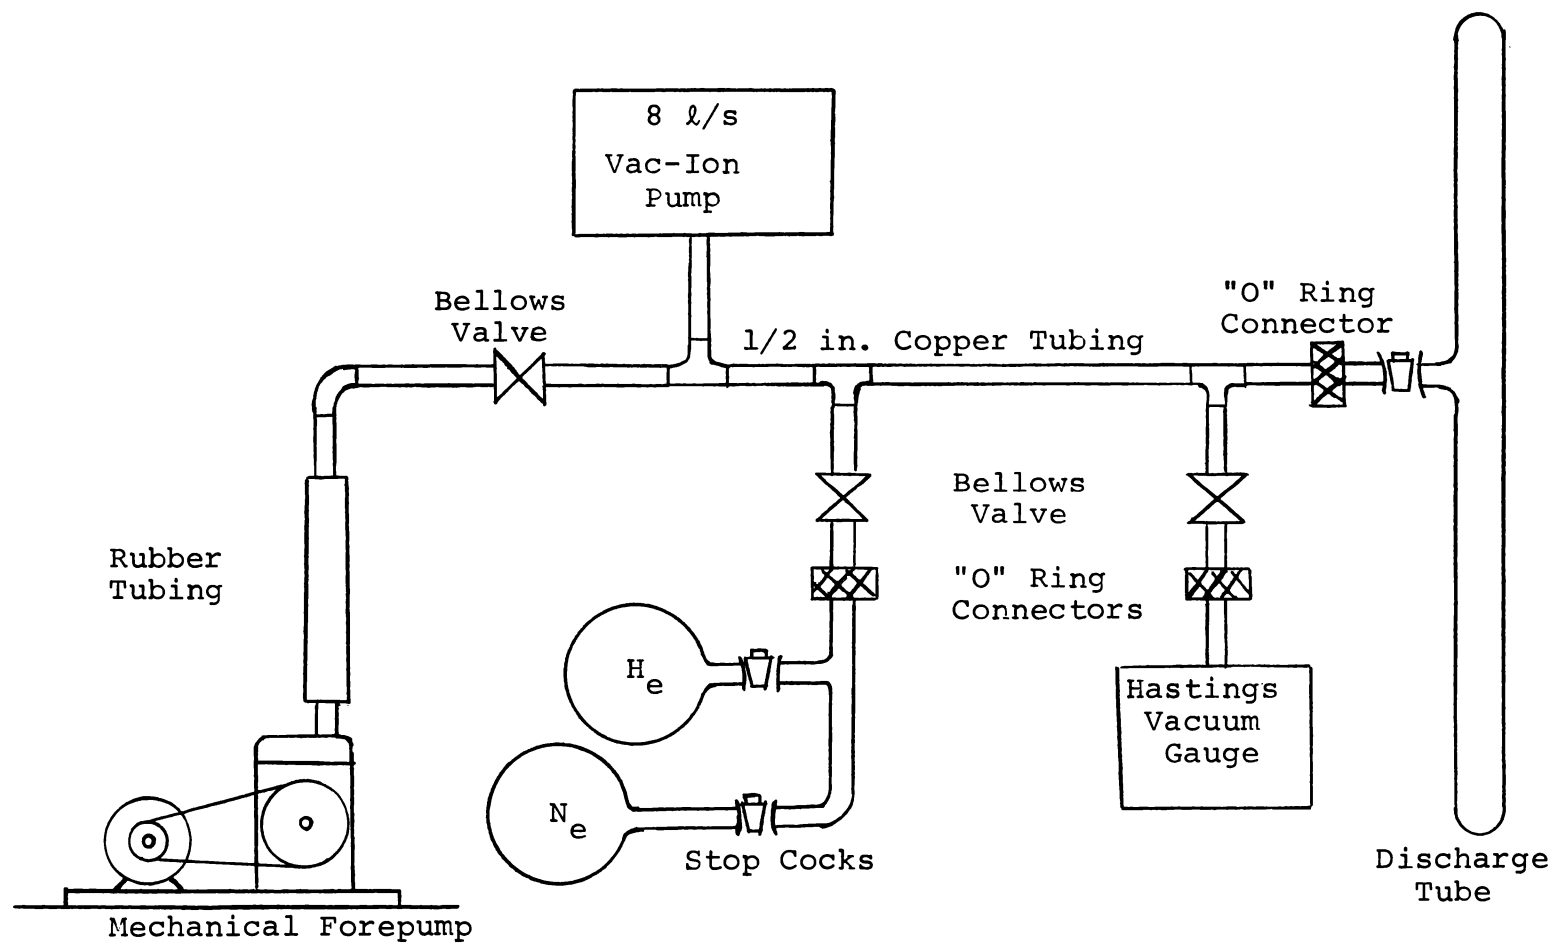 8 ℓ/s
Vac-Ion
Pump
Bellows
Valve
1/2 in. Copper Tubing
"O" Ring
Connector
Rubber
Tubing
Bellows
Valve
"O" Ring
Connectors
He
Ne
Stop Cocks
Hastings
Vacuum
Gauge
Discharge
Tube
Mechanical Forepump